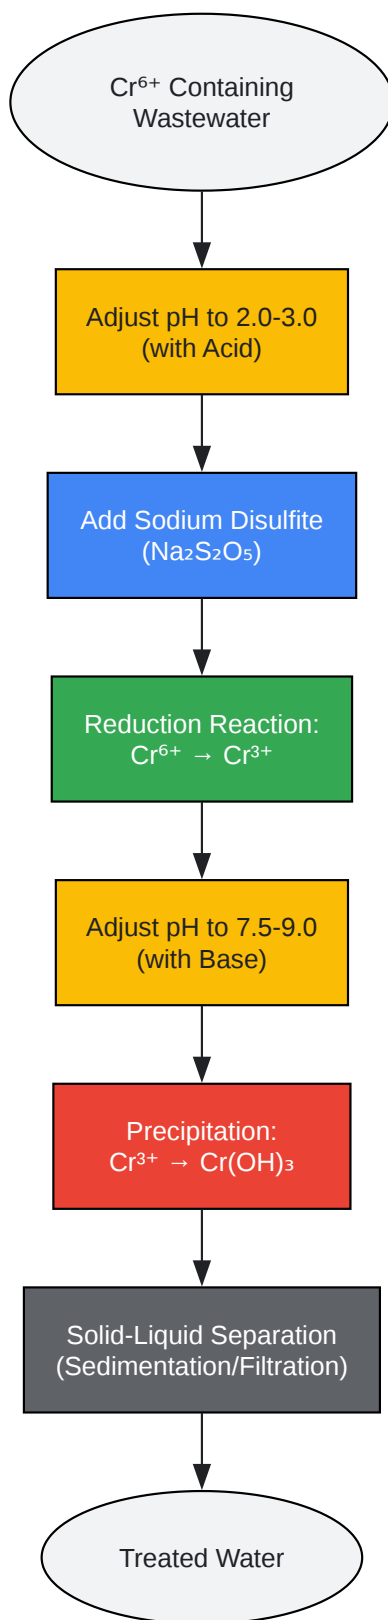 Cr⁶⁺ Containing
Wastewater
Adjust pH to 2.0-3.0
(with Acid)
Add Sodium Disulfite
(Na₂S₂O₅)
Reduction Reaction:
Cr⁶⁺ → Cr³⁺
Adjust pH to 7.5-9.0
(with Base)
Precipitation:
Cr³⁺ → Cr(OH)₃
Solid-Liquid Separation
(Sedimentation/Filtration)
Treated Water